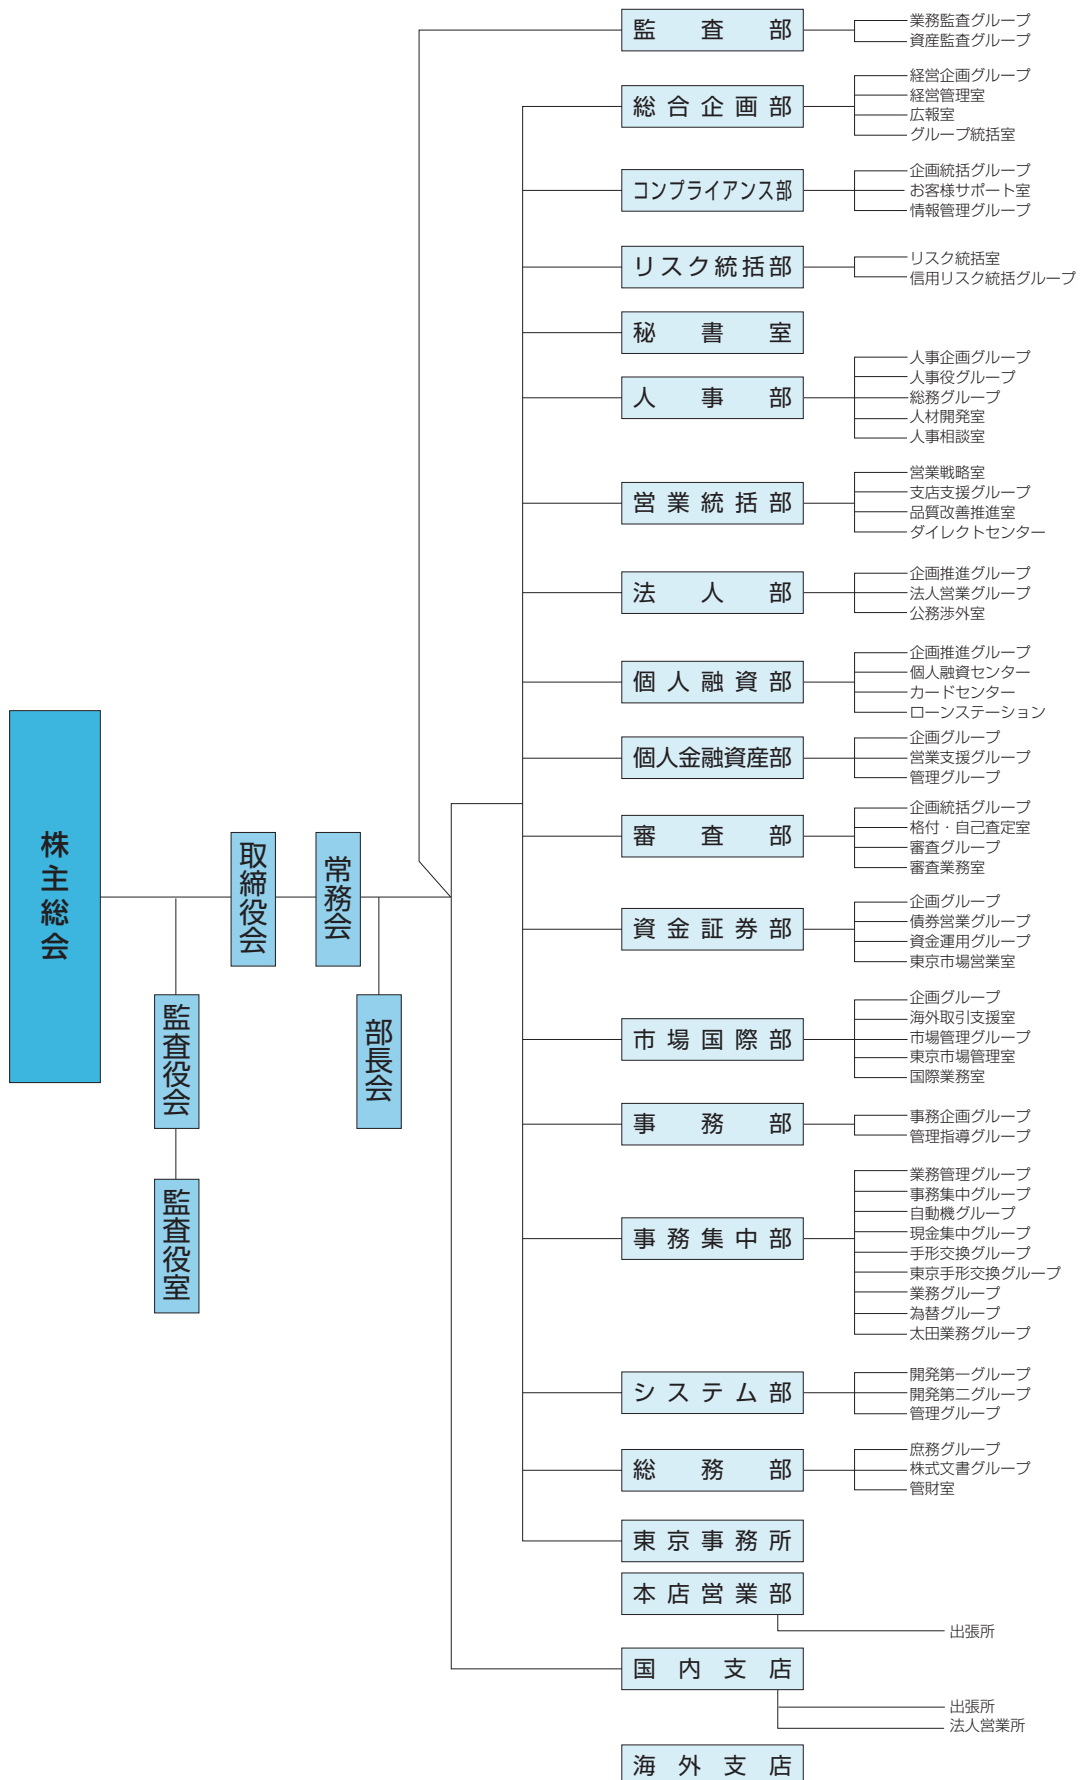 株主総会
監査役会
監査役室
取締役会
常務会
部長会
監査部
業務監査グループ
資産監査グループ
総合企画部
経営企画グループ
経営管理室
広報室
グループ統括室
コンプライアンス部
企画統括グループ
お客様サポート室
情報管理グループ
リスク統括部
リスク統括室
信用リスク統括グループ
秘書室
人事部
人事企画グループ
人事役グループ
総務グループ
人材開発室
人事相談室
営業統括部
営業戦略室
支店支援グループ
品質改善推進室
ダイレクトセンター
法人部
企画推進グループ
法人営業グループ
公務渉外室
個人融資部
企画推進グループ
個人融資センター
カードセンター
ローンステーション
個人金融資産部
企画グループ
営業支援グループ
管理グループ
審査部
企画統括グループ
格付・自己査定室
審査グループ
審査業務室
資金証券部
企画グループ
債券営業グループ
資金運用グループ
東京市場営業室
市場国際部
企画グループ
海外取引支援室
市場管理グループ
東京市場管理室
国際業務室
事務部
事務企画グループ
管理指導グループ
事務集中部
業務管理グループ
事務集中グループ
自動機グループ
現金集中グループ
手形交換グループ
東京手形交換グループ
業務グループ
為替グループ
太田業務グループ
システム部
開発第一グループ
開発第二グループ
管理グループ
総務部
庶務グループ
株式文書グループ
管財室
東京事務所
本店営業部
出張所
国内支店
出張所
法人営業所
海外支店